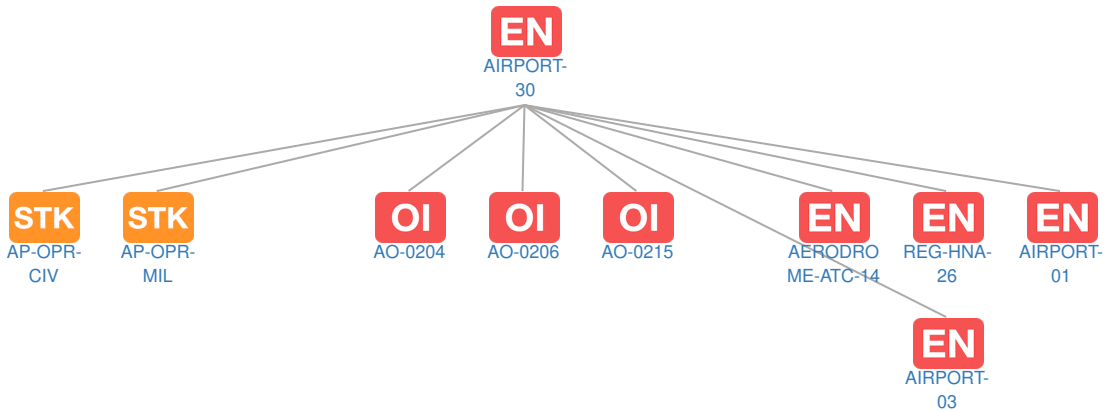 EN
AIRPORT-
30
STK STK OI OI OI EN EN EN
AP-OPR- AP-OPR- AO-0204 AO-0206 AO-0215 AERODRO REG-HNA- AIRPORT-
CIV MIL ME-ATC-14 26 01
EN
AIRPORT-
03